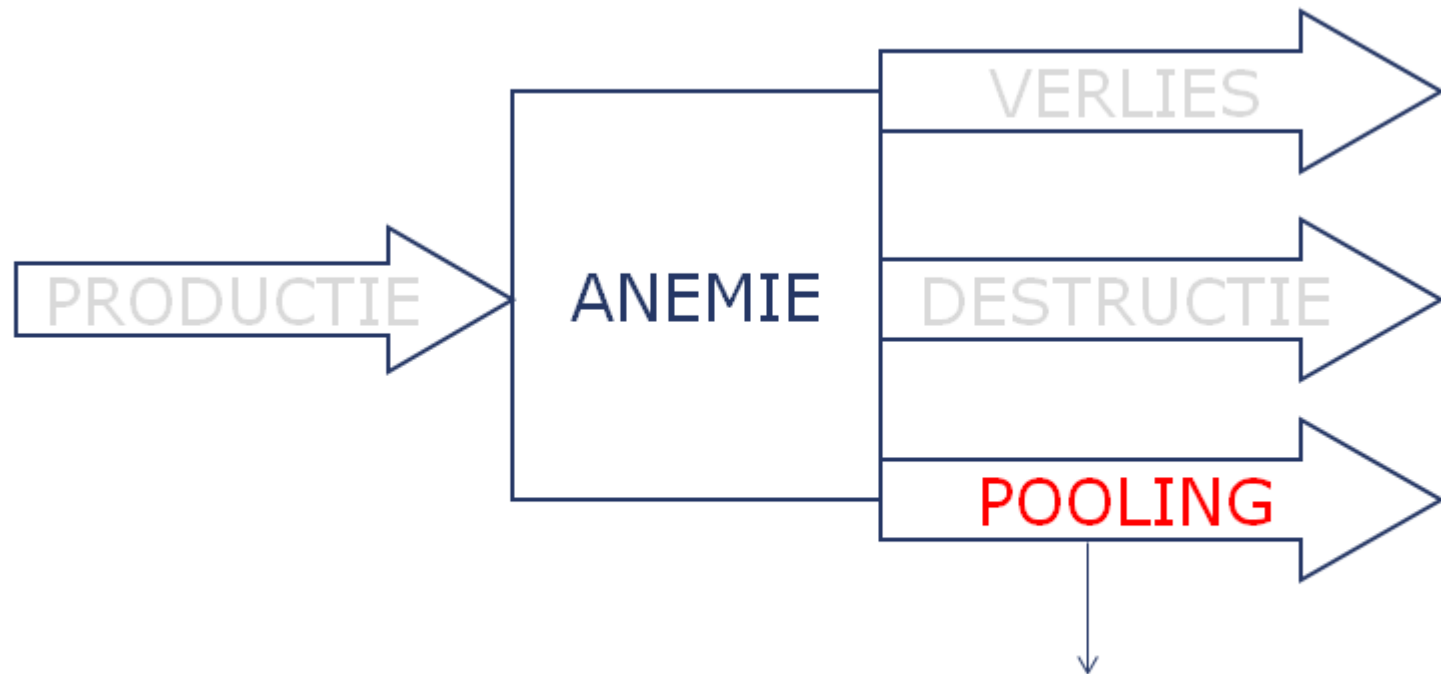 VERLIES
PRODUCTIE
ANEMIE
DESTRUCTIE
POOLING